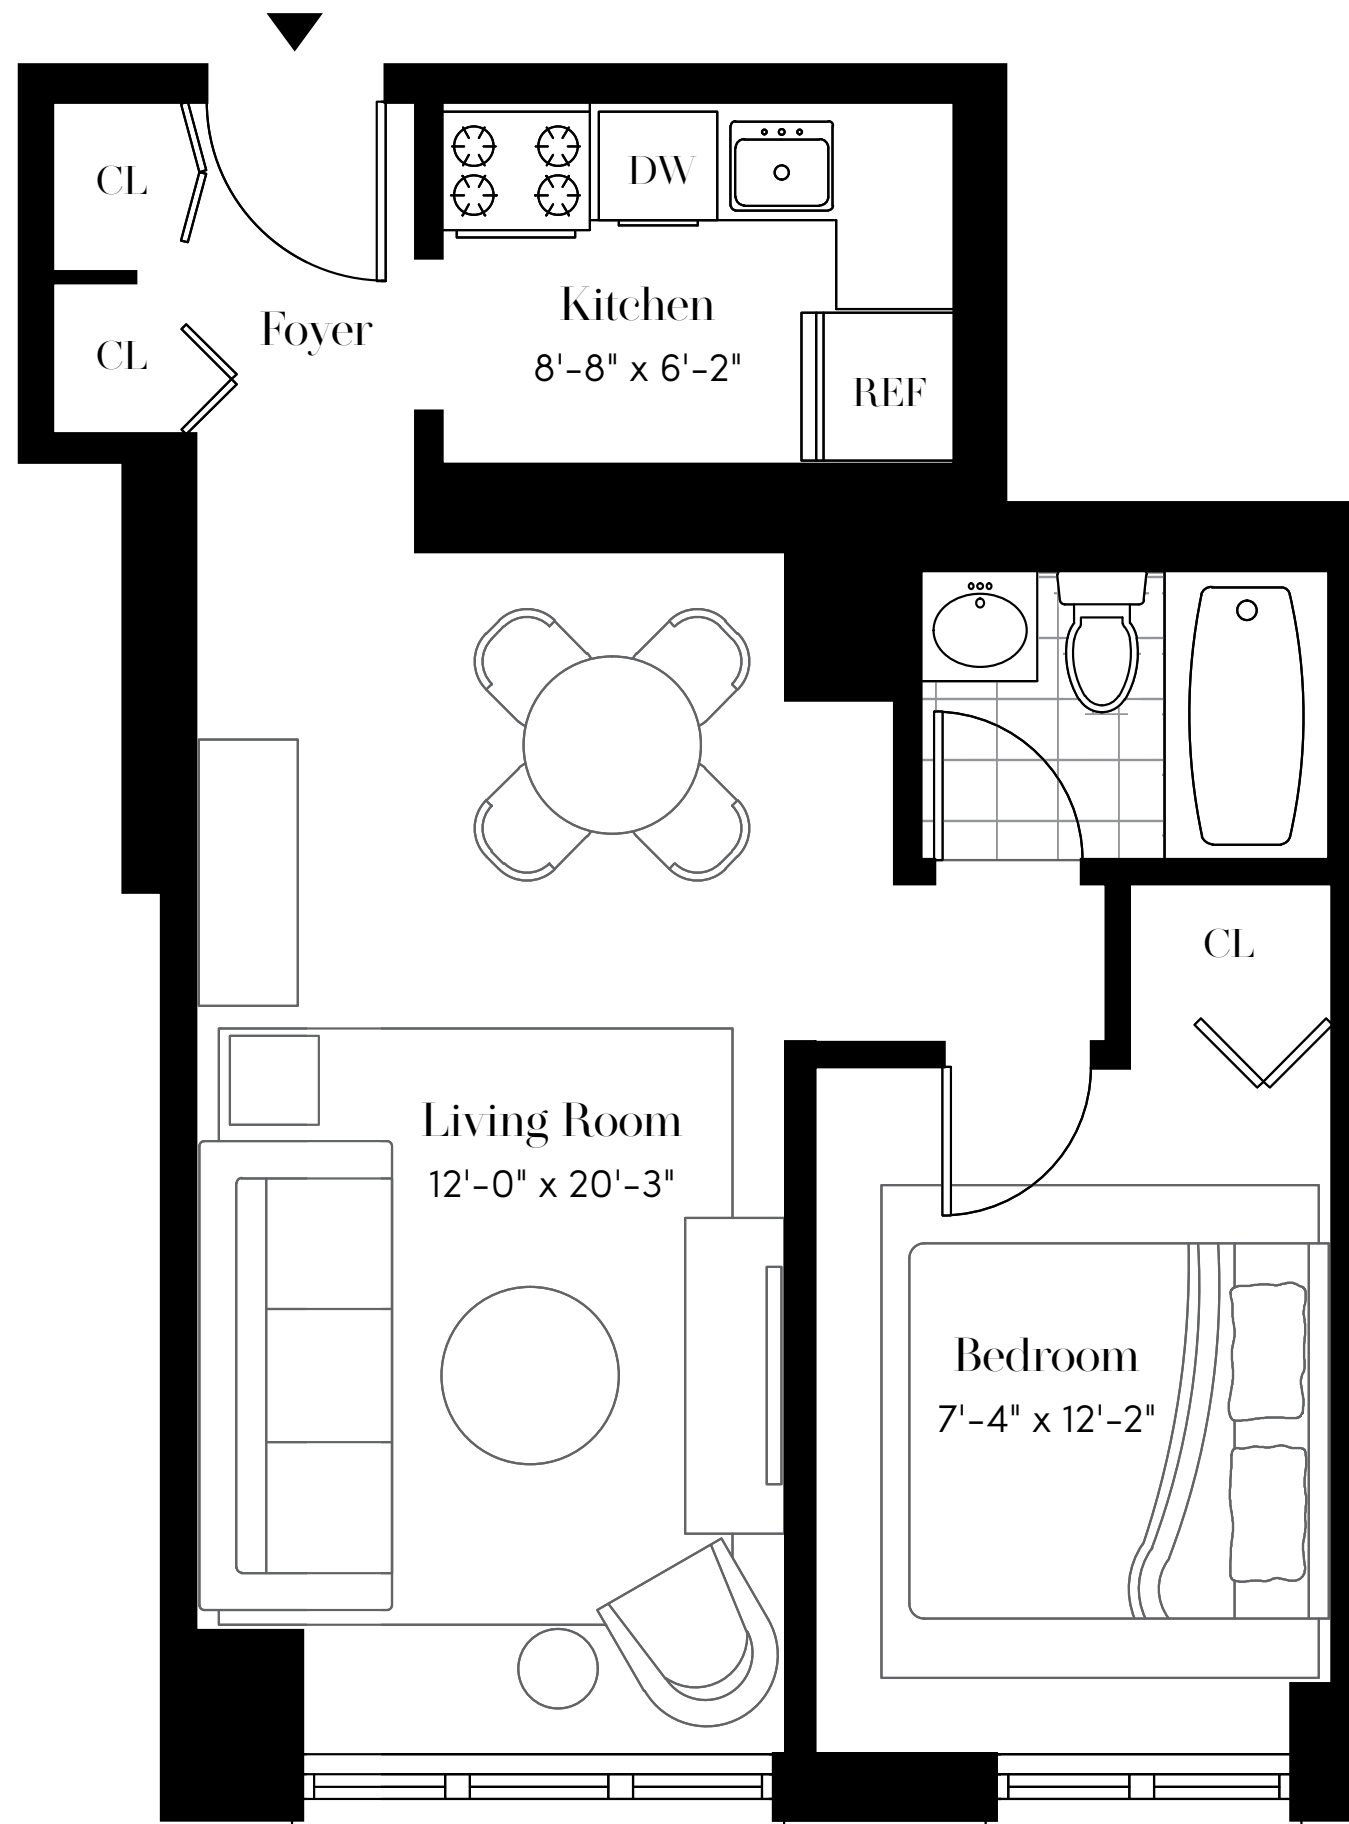 CL
DW
Kitchen
8'-8" x 6'-2"
Foyer
CL
REF
CL
Living Room
12'-0" x 20'-3"
Bedroom
7'-4" x 12'-2"